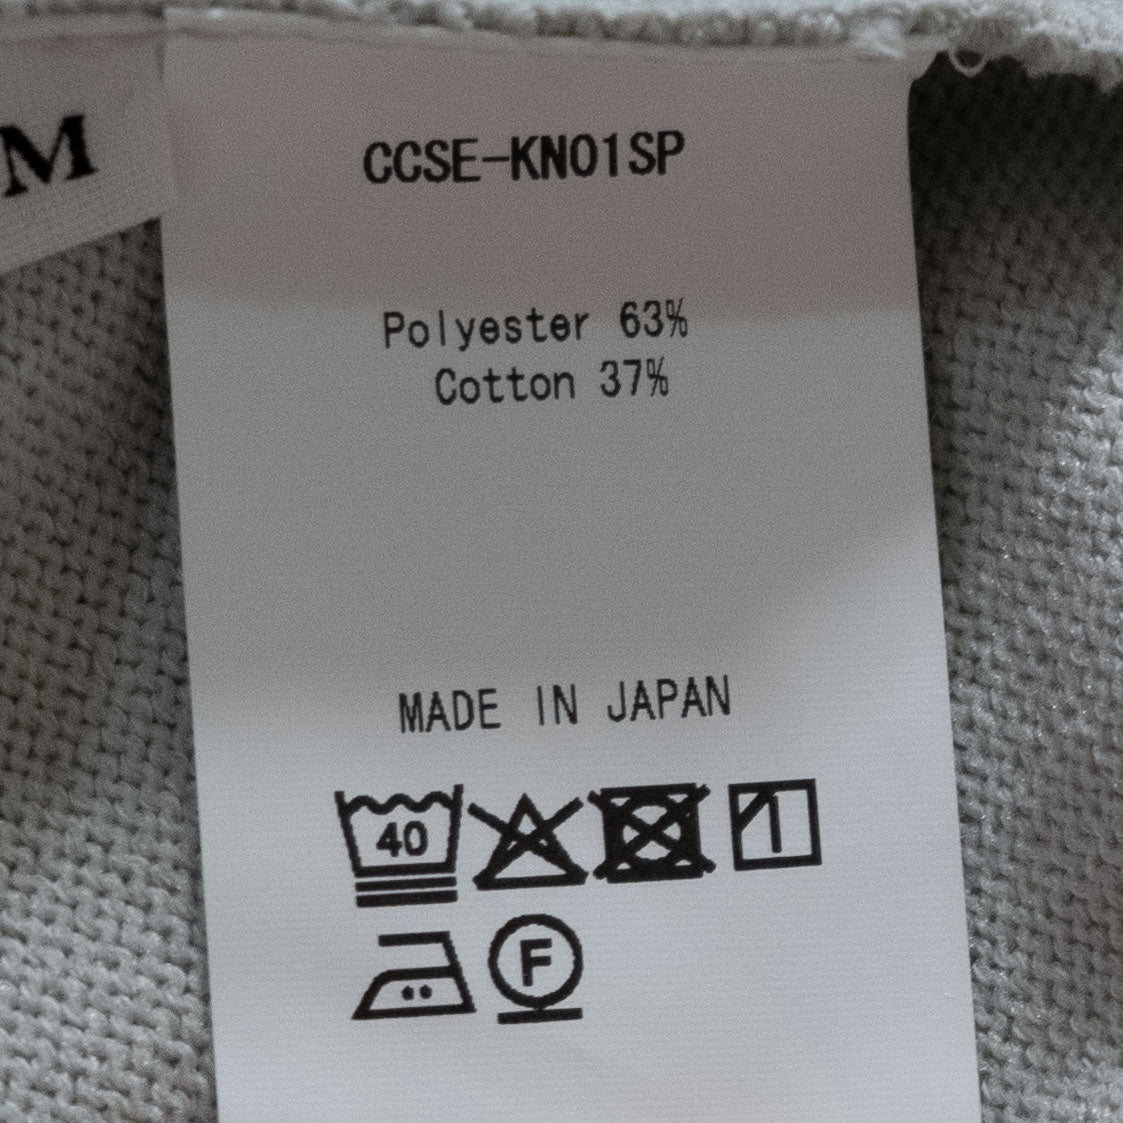 M
CCSE-KN01SP
Polyester 63%
Cotton 37%
MADE IN JAPAN
40
F